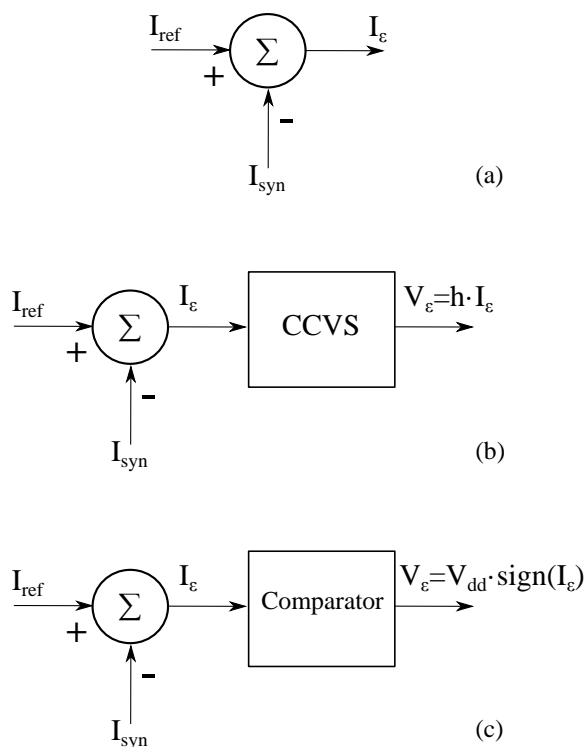 I_ref
Σ
I_ε
+
-
I_syn
(a)
I_ref
Σ
I_ε
CCVS
V_ε=h·I_ε
+
-
I_syn
(b)
I_ref
Σ
I_ε
Comparator
V_ε=V_dd·sign(I_ε)
+
-
I_syn
(c)